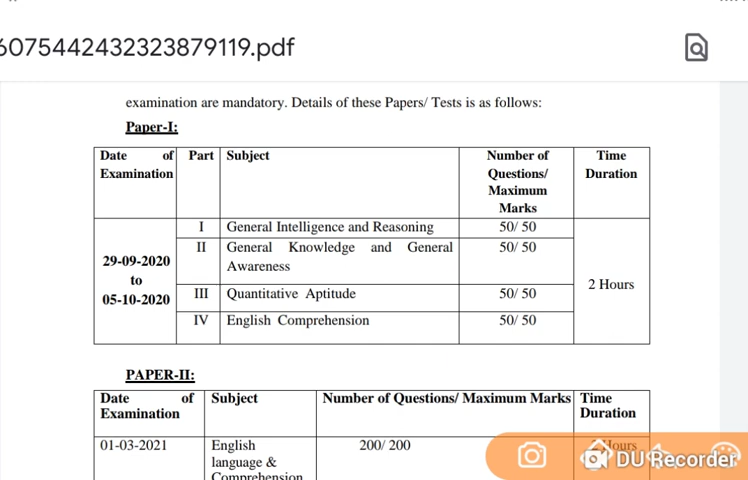 6075442432323879119.pdf
examination are mandatory. Details of these Papers/ Tests is as follows:
Paper-I:
Date of Examination Part Subject Number of Questions/ Maximum Marks Time Duration
29-09-2020 to 05-10-2020
I General Intelligence and Reasoning 50/ 50
II General Knowledge and General Awareness 50/ 50
III Quantitative Aptitude 50/ 50
IV English Comprehension 50/ 50
2 Hours
PAPER-II:
Date of Examination Subject Number of Questions/ Maximum Marks Time Duration
01-03-2021 English language & Comprehension 200/ 200 2 Hours
DU Recorder